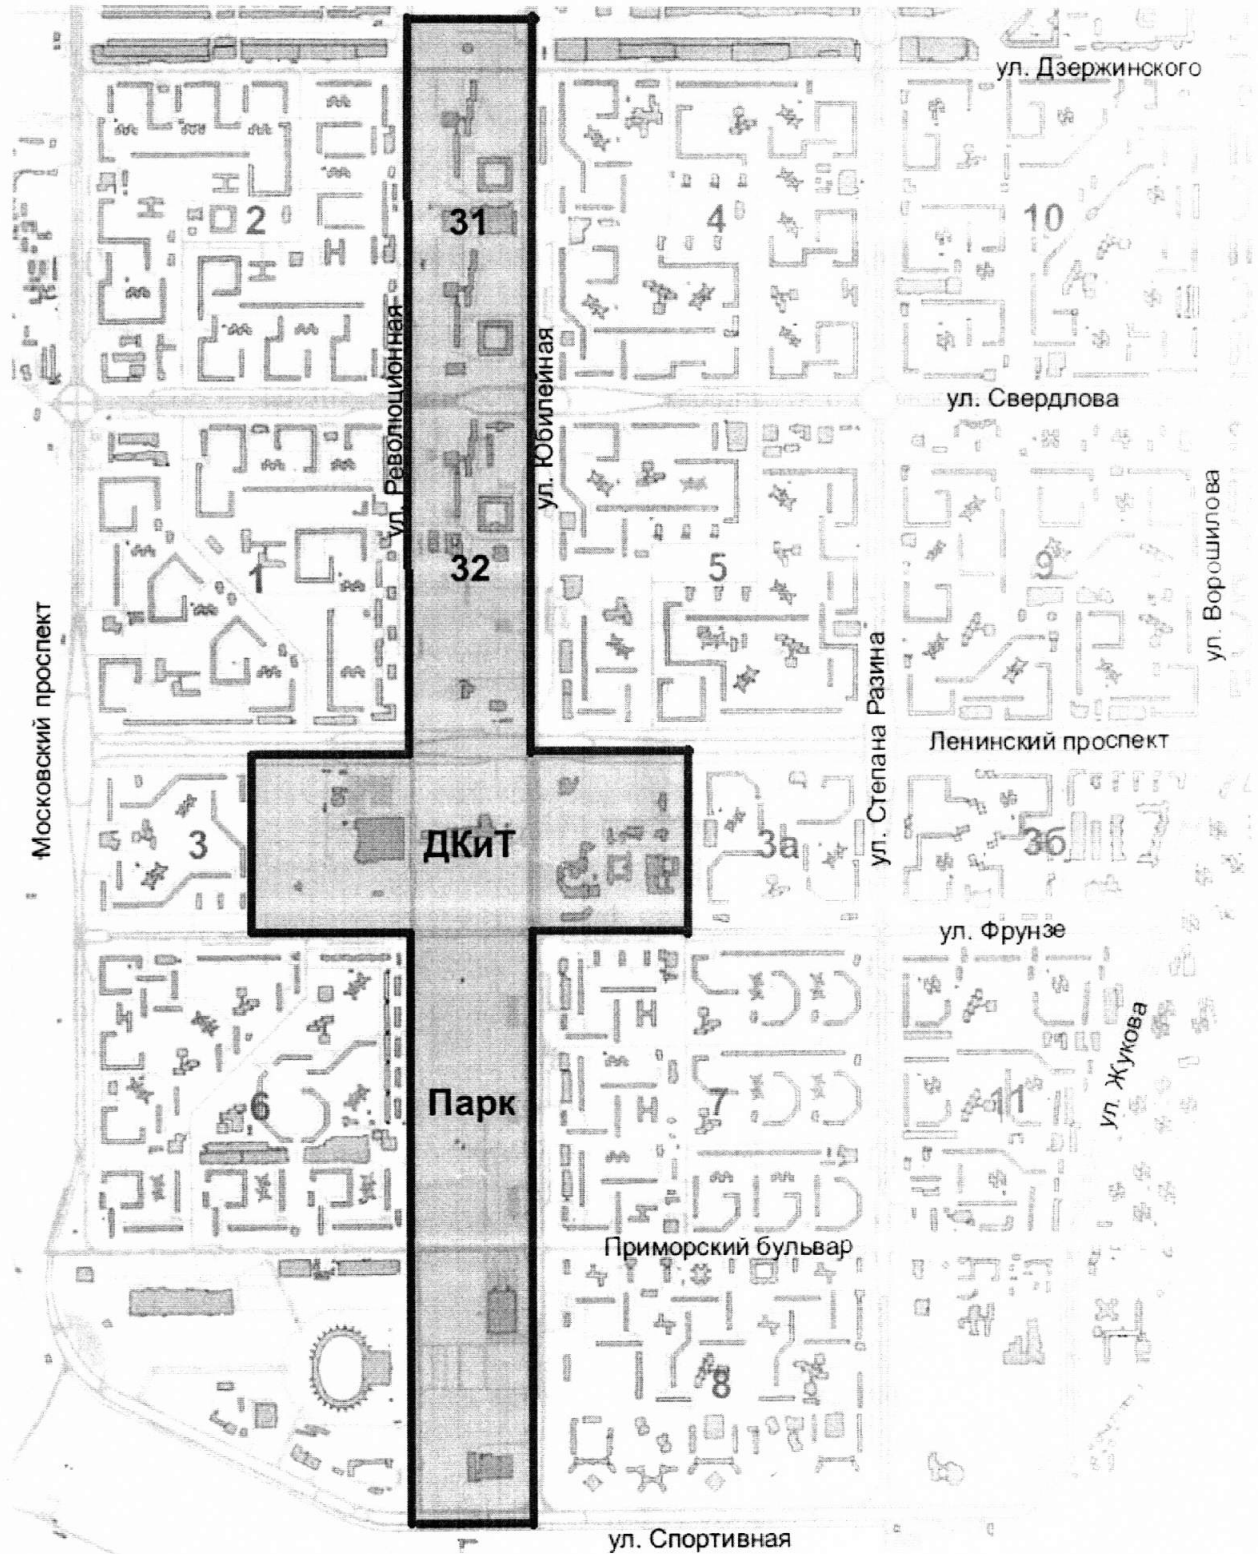 ул. Дзержинского
2
31
4
10
ул. Революционная
ул. Юбилейная
ул. Свердлова
1
32
5
9
ул. Ворошилова
Московский проспект
ул. Степана Разина
Ленинский проспект
3
ДКиТ
3а
3б
ул. Фрунзе
ул. Жукова
6
Парк
7
11
Приморский бульвар
8
ул. Спортивная